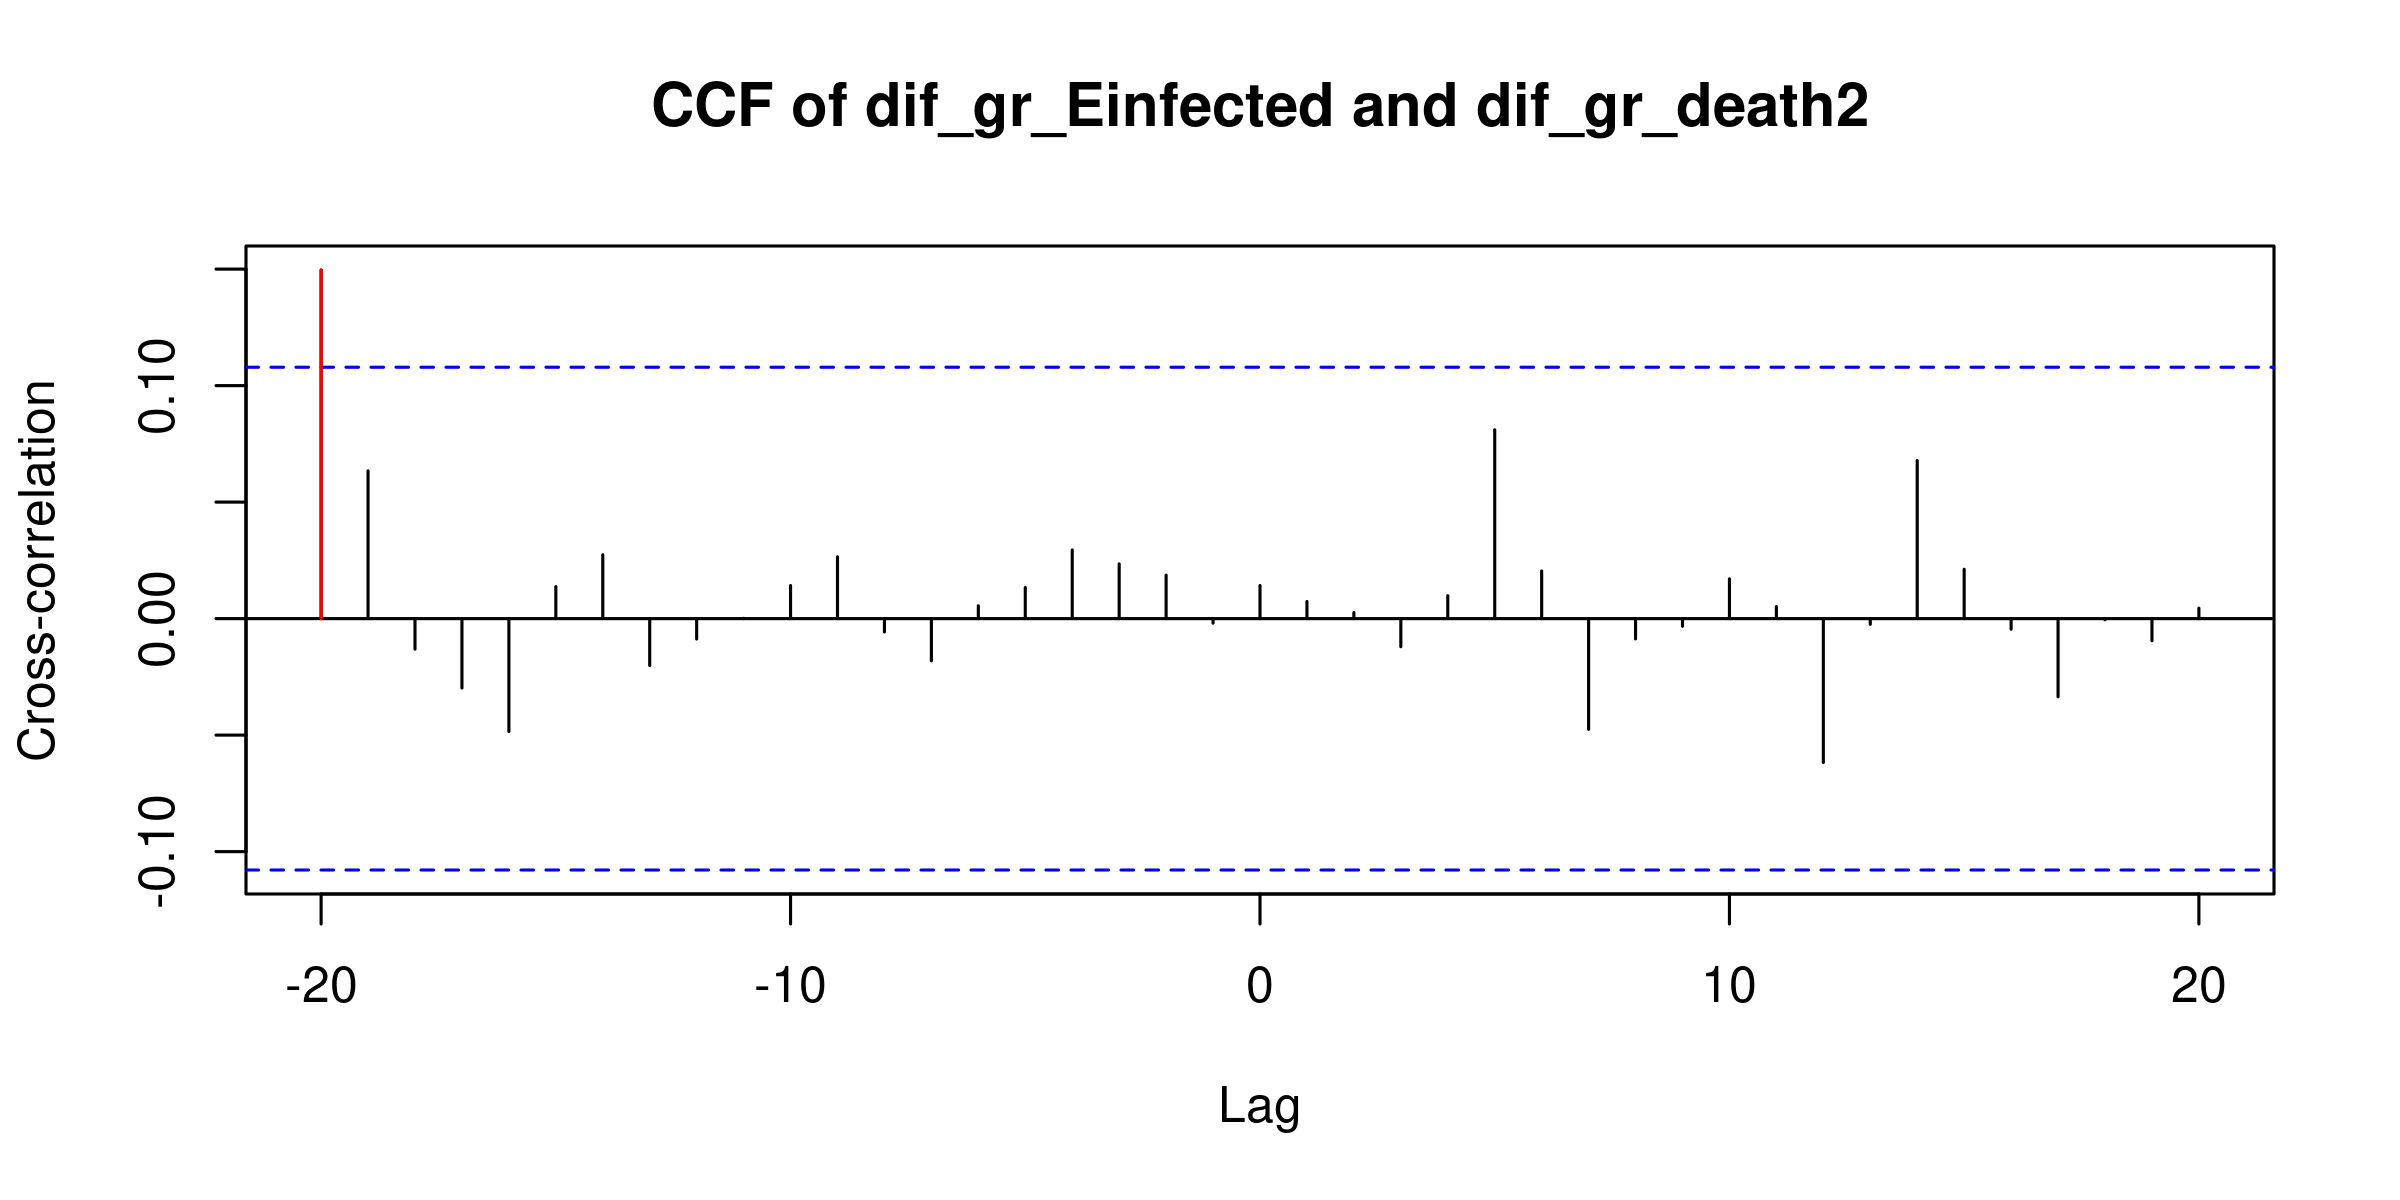 CCF of dif_gr_Einfected and dif_gr_death2
Cross-correlation
0.10
0.00
-0.10
-20 -10 0 10 20
Lag